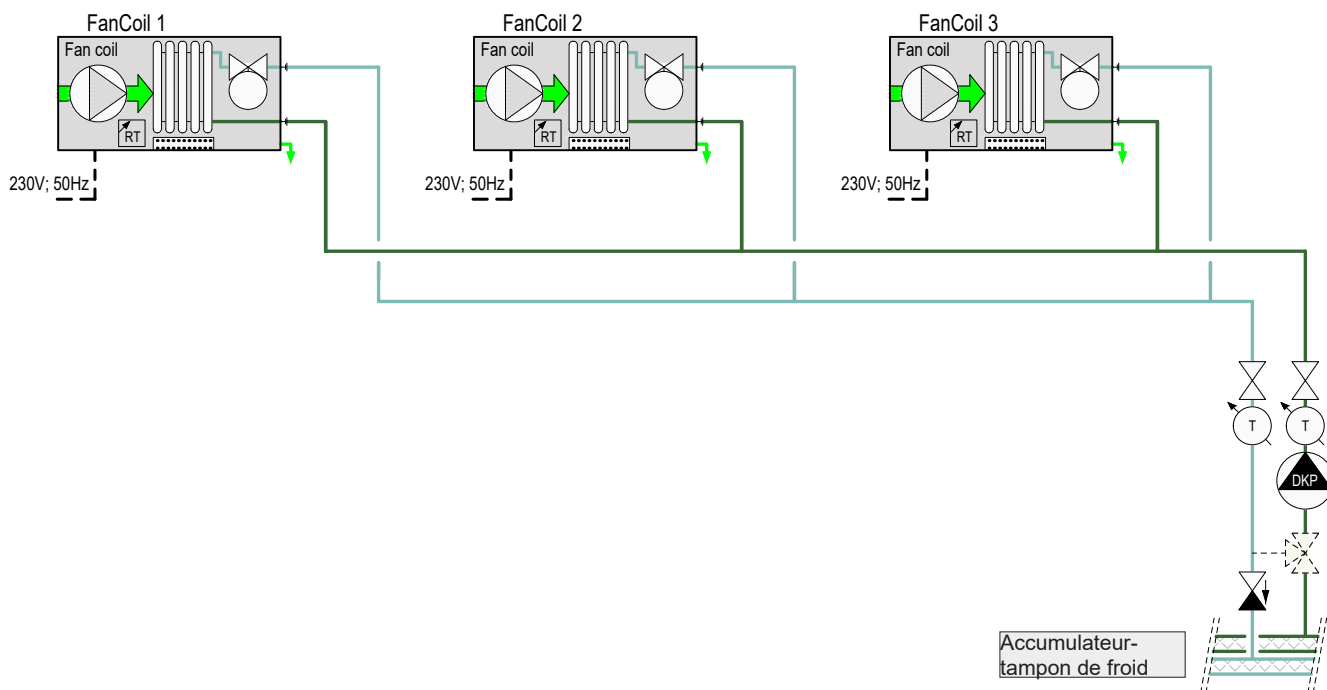 FanCoil 1
FanCoil 2
FanCoil 3
Fan coil
Fan coil
Fan coil
RT
RT
RT
230V; 50Hz
230V; 50Hz
230V; 50Hz
T
T
DKP
Accumulateur-
tampon de froid